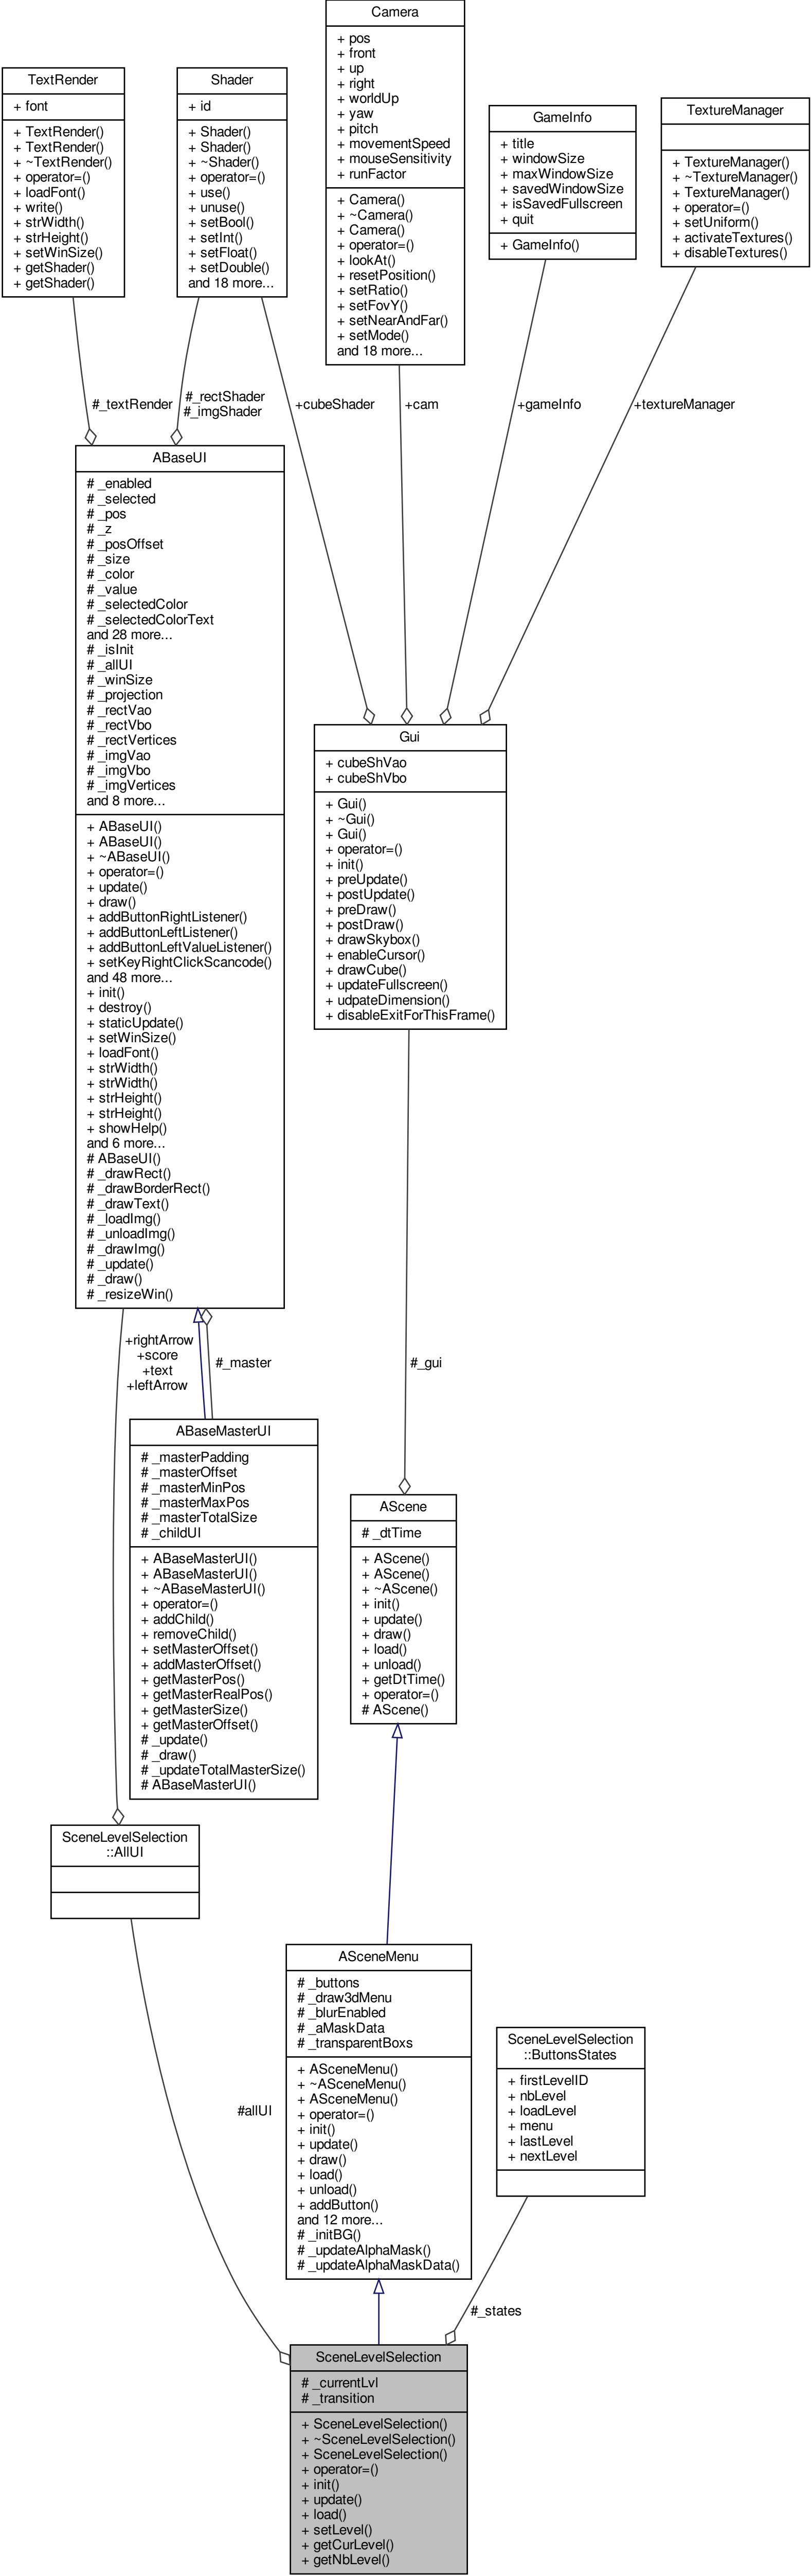 Camera
+ pos
+ front
+ up
+ right
+ worldUp
+ yaw
+ pitch
+ movementSpeed
+ mouseSensitivity
+ runFactor
+ Camera()
+ ~Camera()
+ Camera()
+ operator=()
+ lookAt()
+ resetPosition()
+ setRatio()
+ setFovY()
+ setNearAndFar()
+ setMode()
and 18 more...
TextRender
+ font
+ TextRender()
+ TextRender()
+ ~TextRender()
+ operator=()
+ loadFont()
+ write()
+ strWidth()
+ strHeight()
+ setWinSize()
+ getShader()
+ getShader()
Shader
+ id
+ Shader()
+ Shader()
+ ~Shader()
+ operator=()
+ use()
+ unuse()
+ setBool()
+ setInt()
+ setFloat()
+ setDouble()
and 18 more...
GameInfo
+ title
+ windowSize
+ maxWindowSize
+ savedWindowSize
+ isSavedFullscreen
+ quit
+ GameInfo()
TextureManager
+ TextureManager()
+ ~TextureManager()
+ TextureManager()
+ operator=()
+ setUniform()
+ activateTextures()
+ disableTextures()
#_textRender
#_rectShader
#_imgShader
+cubeShader
+cam
+gameInfo
+textureManager
ABaseUI
# _enabled
# _selected
# _pos
# _z
# _posOffset
# _size
# _color
# _value
# _selectedColor
# _selectedColorText
and 28 more...
# _isInit
# _allUI
# _winSize
# _projection
# _rectVao
# _rectVbo
# _rectVertices
# _imgVao
# _imgVbo
# _imgVertices
and 8 more...
+ ABaseUI()
+ ABaseUI()
+ ~ABaseUI()
+ operator=()
+ update()
+ draw()
+ addButtonRightListener()
+ addButtonLeftListener()
+ addButtonLeftValueListener()
+ setKeyRightClickScancode()
and 48 more...
+ init()
+ destroy()
+ staticUpdate()
+ setWinSize()
+ loadFont()
+ strWidth()
+ strWidth()
+ strHeight()
+ strHeight()
+ showHelp()
and 6 more...
# ABaseUI()
# _drawRect()
# _drawBorderRect()
# _drawText()
# _loadImg()
# _unloadImg()
# _drawImg()
# _update()
# _draw()
# _resizeWin()
Gui
+ cubeShVao
+ cubeShVbo
+ Gui()
+ ~Gui()
+ Gui()
+ operator=()
+ init()
+ preUpdate()
+ postUpdate()
+ preDraw()
+ postDraw()
+ drawSkybox()
+ enableCursor()
+ drawCube()
+ updateFullscreen()
+ udpateDimension()
+ disableExitForThisFrame()
+rightArrow
+score
+text
+leftArrow
#_master
#_gui
ABaseMasterUI
# _masterPadding
# _masterOffset
# _masterMinPos
# _masterMaxPos
# _masterTotalSize
# _childUI
+ ABaseMasterUI()
+ ABaseMasterUI()
+ ~ABaseMasterUI()
+ operator=()
+ addChild()
+ removeChild()
+ setMasterOffset()
+ addMasterOffset()
+ getMasterPos()
+ getMasterRealPos()
+ getMasterSize()
+ getMasterOffset()
# _update()
# _draw()
# _updateTotalMasterSize()
# ABaseMasterUI()
AScene
# _dtTime
+ AScene()
+ AScene()
+ ~AScene()
+ init()
+ update()
+ draw()
+ load()
+ unload()
+ getDtTime()
+ operator=()
# AScene()
SceneLevelSelection
::AllUI
ASceneMenu
# _buttons
# _draw3dMenu
# _blurEnabled
# _aMaskData
# _transparentBoxs
+ ASceneMenu()
+ ~ASceneMenu()
+ ASceneMenu()
+ operator=()
+ init()
+ update()
+ draw()
+ load()
+ unload()
+ addButton()
and 12 more...
# _initBG()
# _updateAlphaMask()
# _updateAlphaMaskData()
SceneLevelSelection
::ButtonsStates
+ firstLevelID
+ nbLevel
+ loadLevel
+ menu
+ lastLevel
+ nextLevel
#allUI
#_states
SceneLevelSelection
# _currentLvl
# _transition
+ SceneLevelSelection()
+ ~SceneLevelSelection()
+ SceneLevelSelection()
+ operator=()
+ init()
+ update()
+ load()
+ setLevel()
+ getCurLevel()
+ getNbLevel()